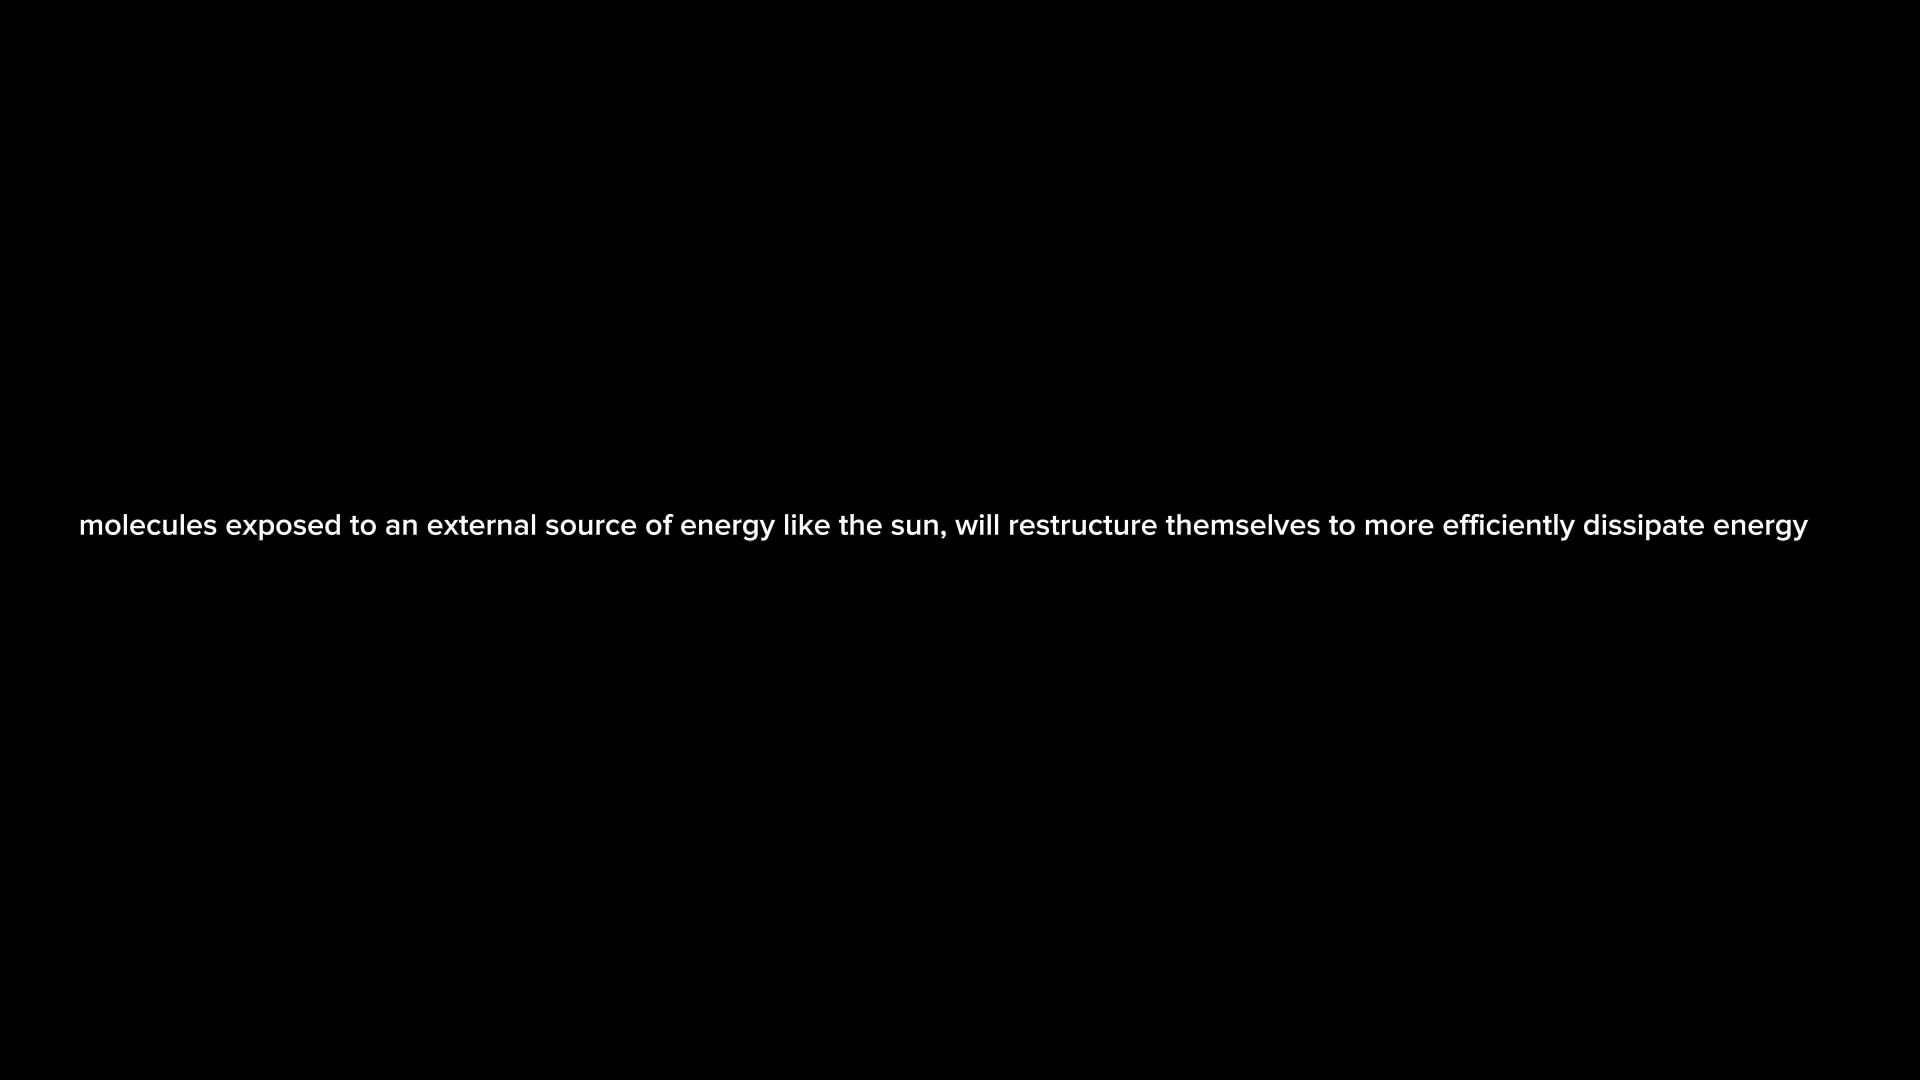 molecules exposed to an external source of energy like the sun, will restructure themselves to more efficiently dissipate energy